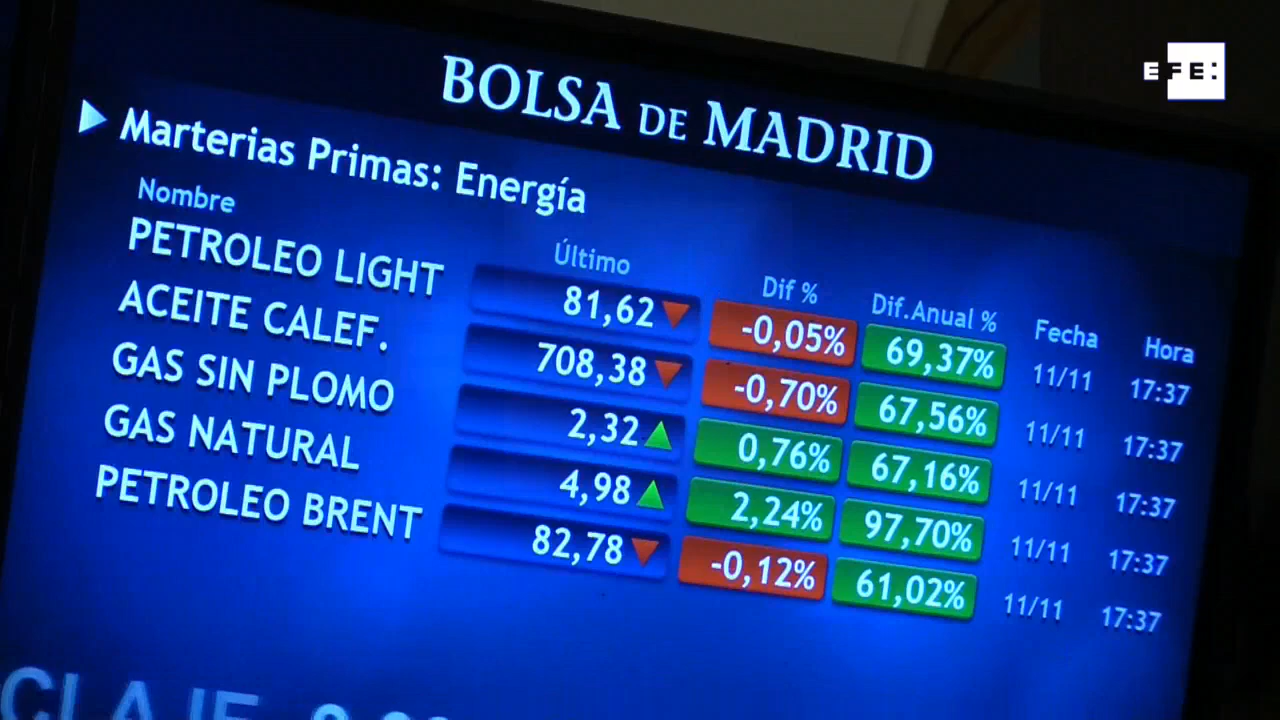 EFE:
BOLSA DE MADRID
Marterias Primas: Energía
Nombre Último Dif % Dif.Anual % Fecha Hora
PETROLEO LIGHT 81,62 -0,05% 69,37% 11/11 17:37
ACEITE CALEF. 708,38 -0,70% 67,56% 11/11 17:37
GAS SIN PLOMO 2,32 0,76% 67,16% 11/11 17:37
GAS NATURAL 4,98 2,24% 97,70% 11/11 17:37
PETROLEO BRENT 82,78 -0,12% 61,02% 11/11 17:37